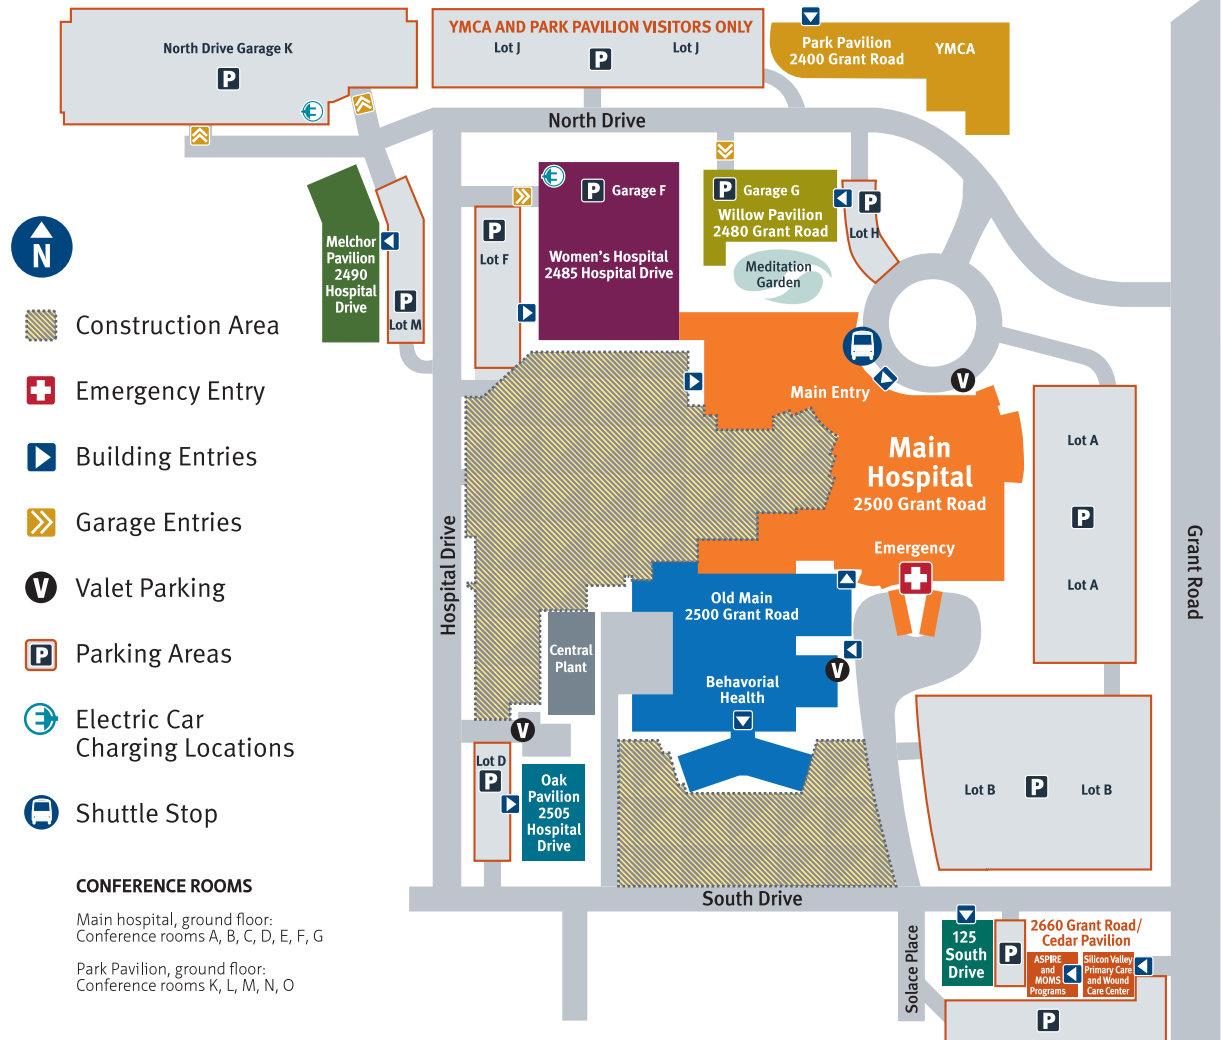 YMCA AND PARK PAVILION VISITORS ONLY
Lot J
Lot J
P
North Drive Garage K
P
Park Pavilion
2400 Grant Road
YMCA
North Drive
P
Garage F
Women's Hospital
2485 Hospital Drive
P
Garage G
Willow Pavilion
2480 Grant Road
P
Lot H
Meditation
Garden
Melchor
Pavilion
2490
Hospital
Drive
P
Lot M
P
Lot F
N
Construction Area
Emergency Entry
Building Entries
Garage Entries
V
Valet Parking
P
Parking Areas
Electric Car
Charging Locations
Shuttle Stop
CONFERENCE ROOMS
Main hospital, ground floor:
Conference rooms A, B, C, D, E, F, G
Park Pavilion, ground floor:
Conference rooms K, L, M, N, O
Main Entry
V
Main
Hospital
2500 Grant Road
Emergency
Lot A
P
Lot A
Grant Road
Hospital Drive
Old Main
2500 Grant Road
Central
Plant
Behavorial
Health
V
V
Lot D
P
Oak
Pavilion
2505
Hospital
Drive
Lot B
P
Lot B
South Drive
Solace Place
125
South
Drive
P
2660 Grant Road/
Cedar Pavilion
ASPIRE
and
MOMS
Programs
Silicon Valley
Primary Care
and Wound
Care Center
P